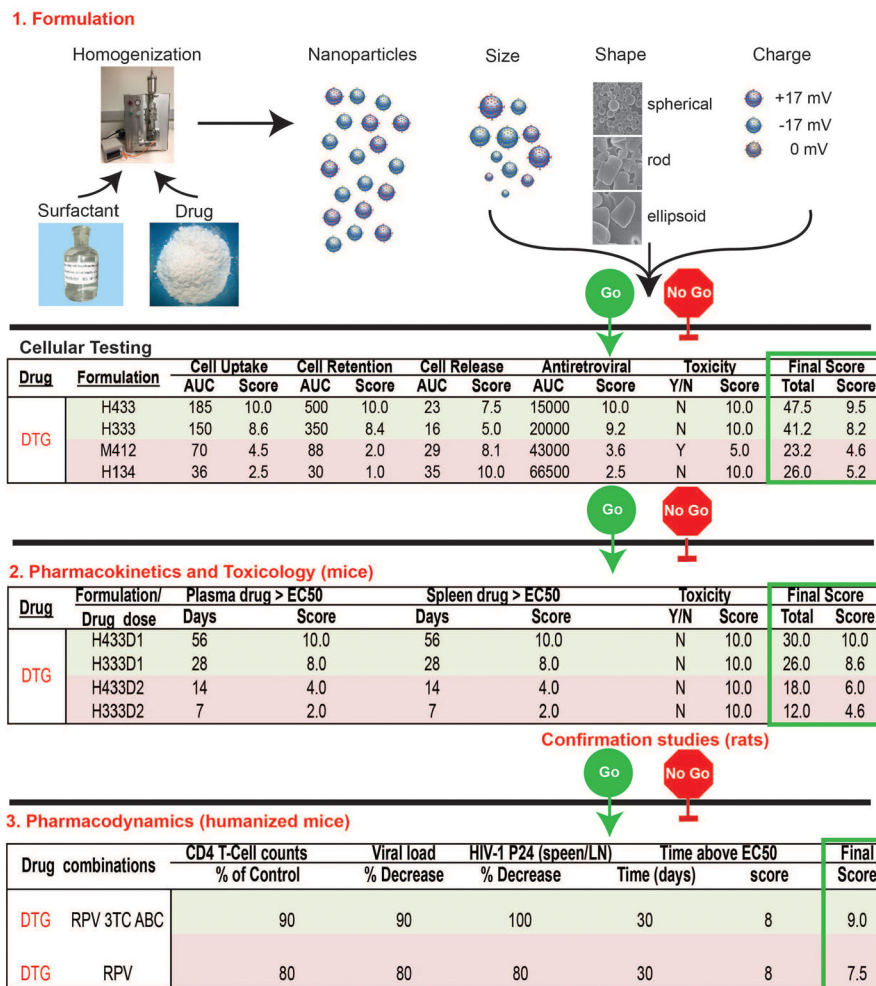 1. Formulation
Homogenization Nanoparticles Size Shape Charge
spherical
rod
ellipsoid
+17 mV
-17 mV
0 mV
Surfactant Drug
Go No Go
Cellular Testing
Drug Formulation Cell Uptake Cell Retention Cell Release Antiretroviral Toxicity Final Score
AUC Score AUC Score AUC Score AUC Score Y/N Score Total Score
DTG
H433 185 10.0 500 10.0 23 7.5 15000 10.0 N 10.0 47.5 9.5
H333 150 8.6 350 8.4 16 5.0 20000 9.2 N 10.0 41.2 8.2
M412 70 4.5 88 2.0 29 8.1 43000 3.6 Y 5.0 23.2 4.6
H134 36 2.5 30 1.0 35 10.0 66500 2.5 N 10.0 26.0 5.2
Go No Go
2. Pharmacokinetics and Toxicology (mice)
Drug Formulation/ Plasma drug > EC50 Spleen drug > EC50 Toxicity Final Score
Drug dose Days Score Days Score Y/N Score Total Score
DTG
H433D1 56 10.0 56 10.0 N 10.0 30.0 10.0
H333D1 28 8.0 28 8.0 N 10.0 26.0 8.6
H433D2 14 4.0 14 4.0 N 10.0 18.0 6.0
H333D2 7 2.0 7 2.0 N 10.0 12.0 4.6
Confirmation studies (rats)
Go No Go
3. Pharmacodynamics (humanized mice)
Drug combinations CD4 T-Cell counts Viral load HIV-1 P24 (speen/LN) Time above EC50 Final
% of Control % Decrease % Decrease Time (days) score Score
DTG RPV 3TC ABC 90 90 100 30 8 9.0
DTG RPV 80 80 80 30 8 7.5